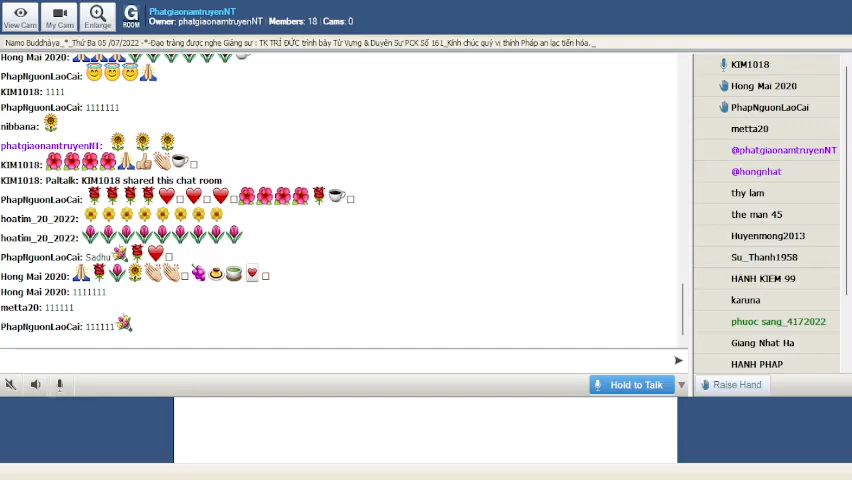 View Cam
My Cam
Enlarge
G
ROOM
PhatgiaonamtruyenNT
Owner: phatgiaonamtruyenNT | Members: 18 | Cams: 0
Namo Buddhàya_*_Thứ Ba 05 /07/2022 -*-Đạo tràng được nghe Giảng sư : TK TRÍ ĐỨC trình bày Từ Vựng & Duyên Sự PCK Số 161_Kính chúc quý vị thính Pháp an lạc tiến hóa. _
Hong Mai 2020: 🙏🙏🙏🌷🌷🌷🌷🌷🌷☕
PhapNguonLaoCai: 😇😇😇🙏
KIM1018: 1111
PhapNguonLaoCai: 1111111
nibbana: 🌻
phatgiaonamtruyenNT: 🌻 🌻 🌻
KIM1018: 🌺🌺🌺🌺🙏👍👏☕
KIM1018: Paltalk: KIM1018 shared this chat room
PhapNguonLaoCai: 🌹🌹🌹🌹❤❤❤🌺🌺🌺🌺🌹☕
hoatim_20_2022: 🌼🌼🌼🌼🌼🌼🌼🌼
hoatim_20_2022: 🌷🌷🌷🌷🌷🌷🌷🌷🌷
PhapNguonLaoCai: Sadhu💐🌹❤
Hong Mai 2020: 🙏🌹🌷🌻👏👏🍇🍮🍵💌
Hong Mai 2020: 1111111
metta20: 111111
PhapNguonLaoCai: 111111 💐
Hold to Talk
KIM1018
Hong Mai 2020
PhapNguonLaoCai
metta20
@phatgiaonamtruyenNT
@hongnhat
thy lam
the man 45
Huyenmong2013
Su_Thanh1958
HANH KIEM 99
karuna
phuoc sang_4172022
Giang Nhat Ha
HANH PHAP
Raise Hand